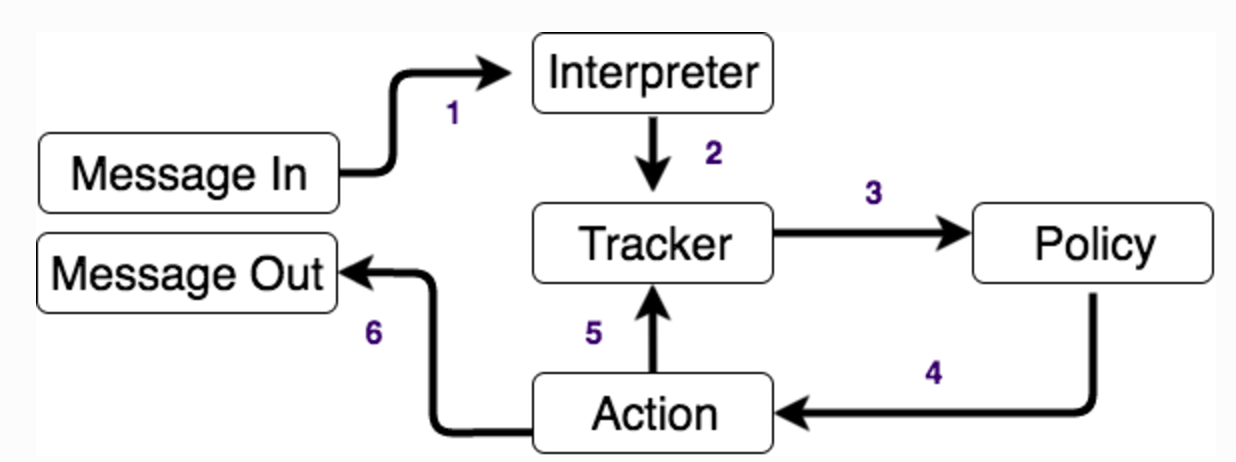 Interpreter
1
Message In
2
3
Tracker
Policy
Message Out
6
5
4
Action